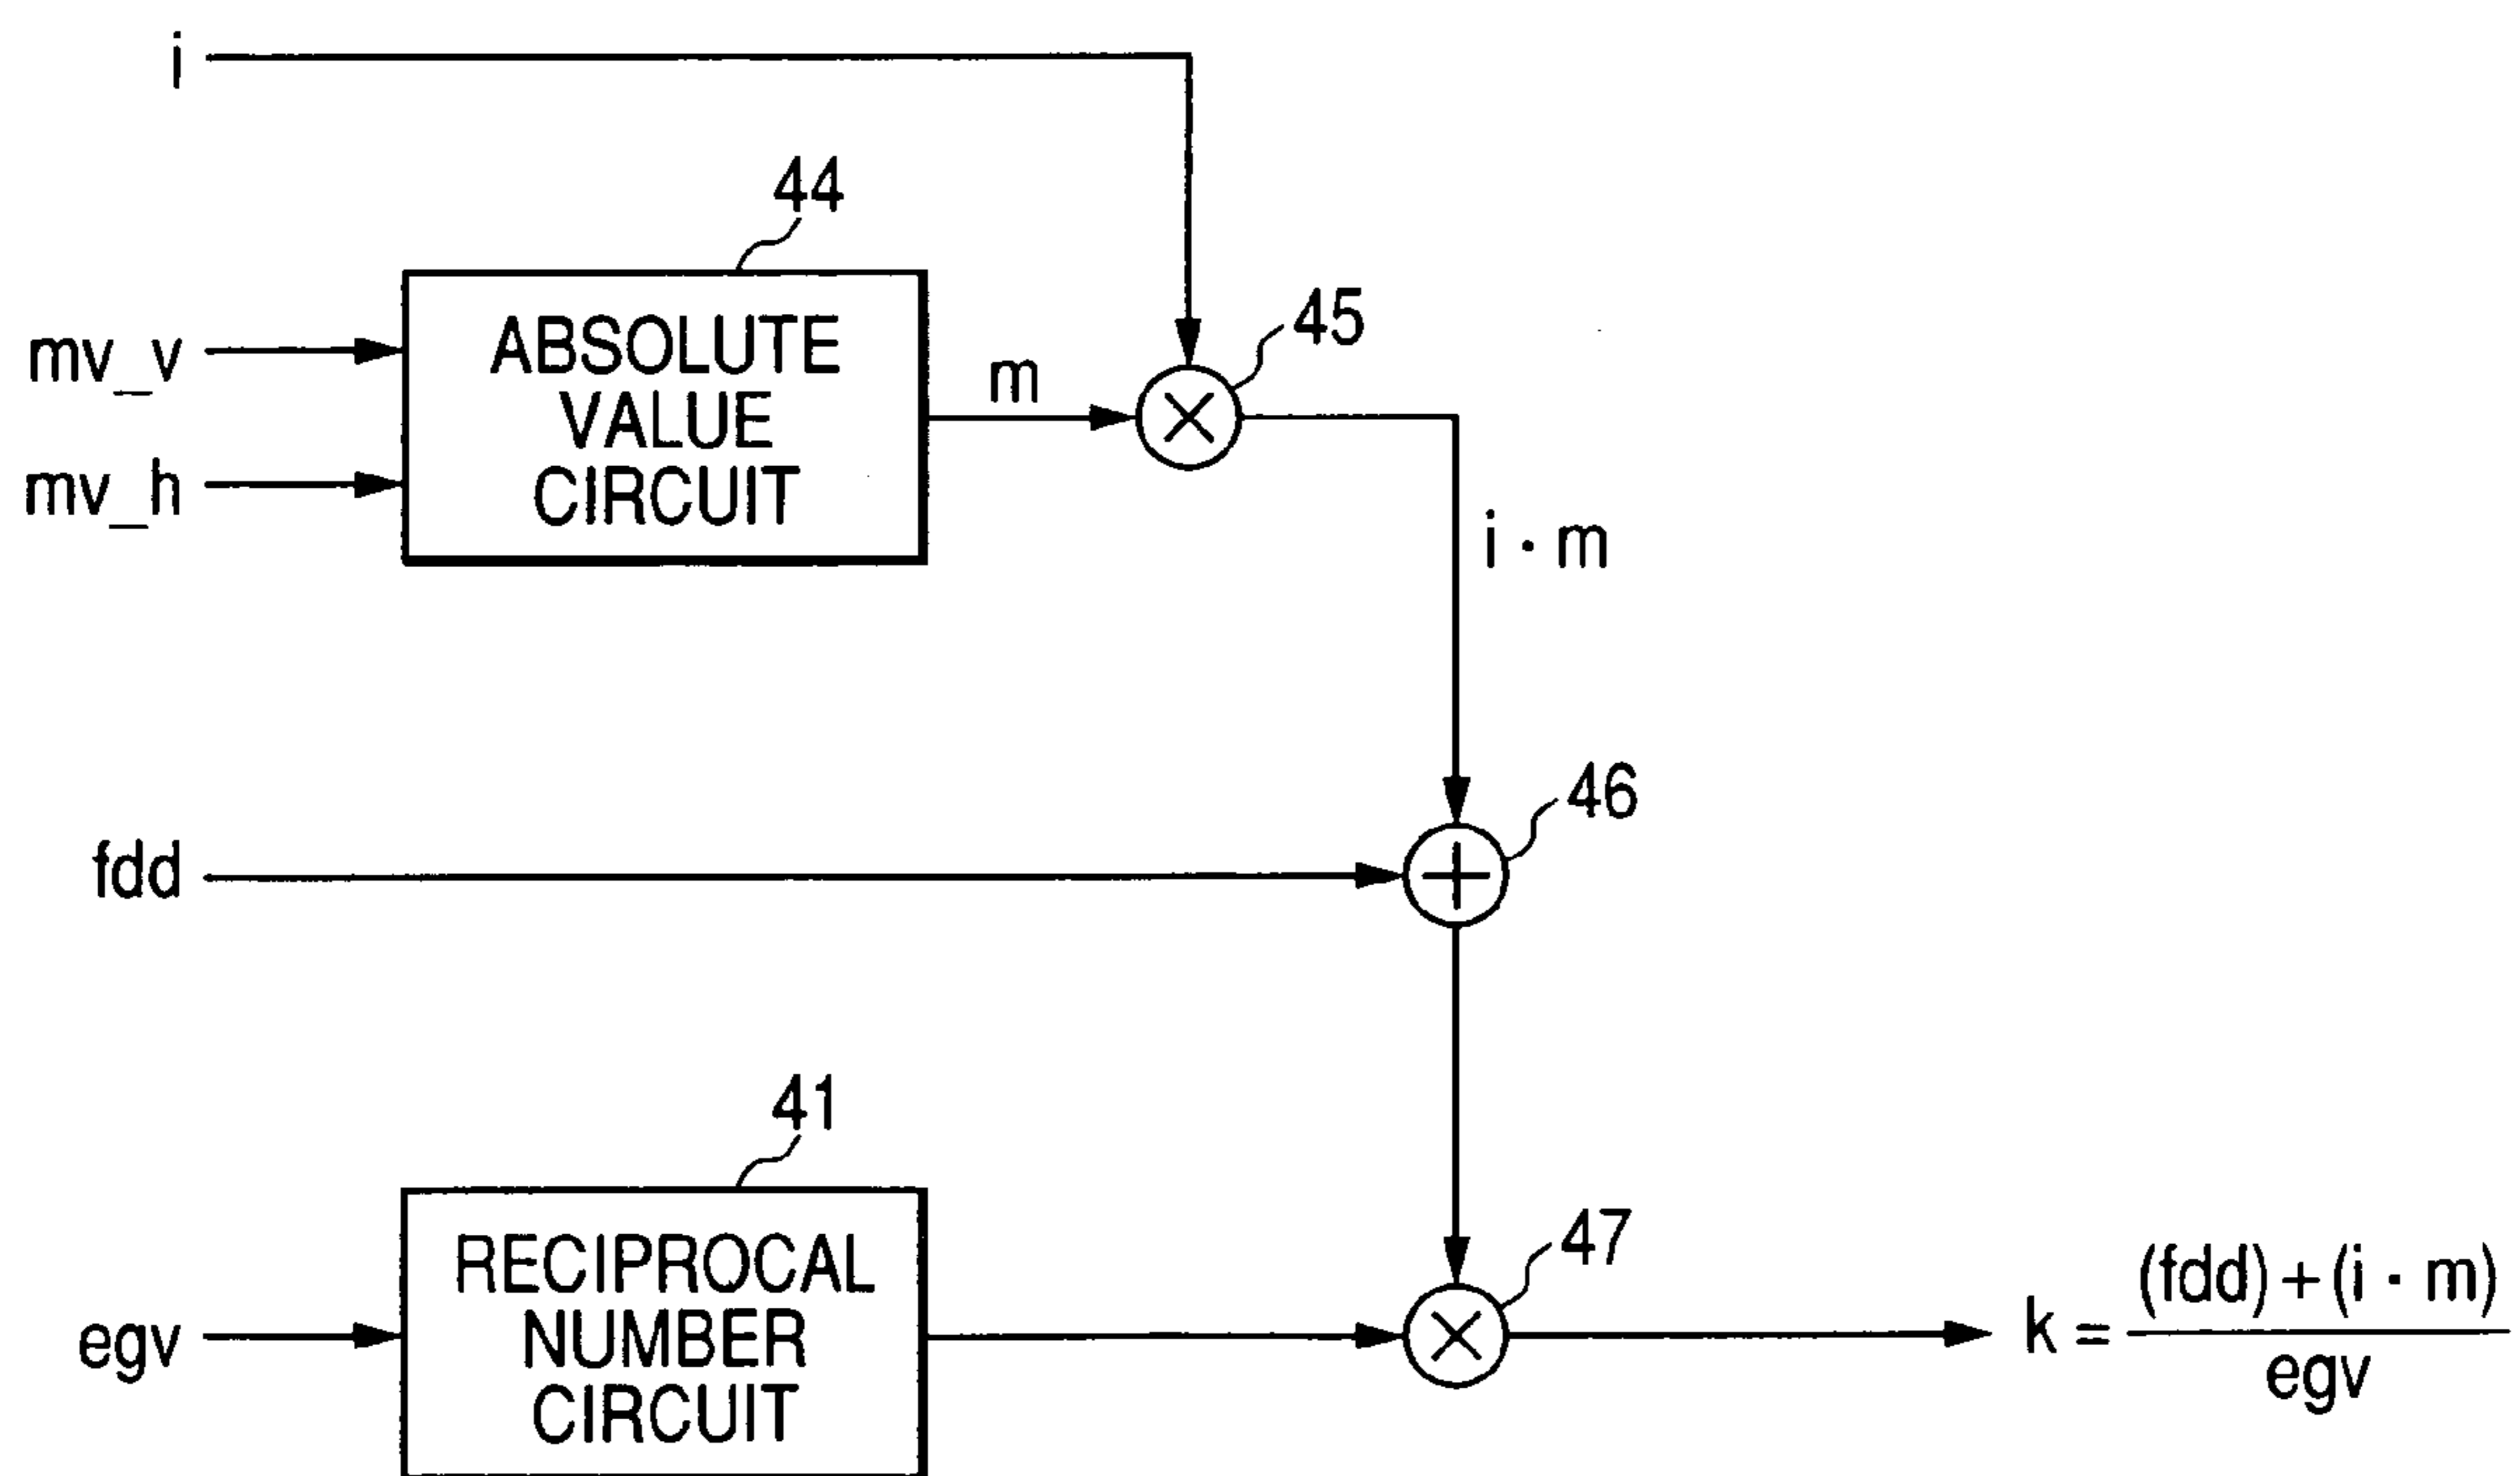 i
44
45
mv_v
mv_h
ABSOLUTE
VALUE
CIRCUIT
m
i · m
46
fdd
41
47
egv
RECIPROCAL
NUMBER
CIRCUIT
k = (fdd) + (i · m)
egv